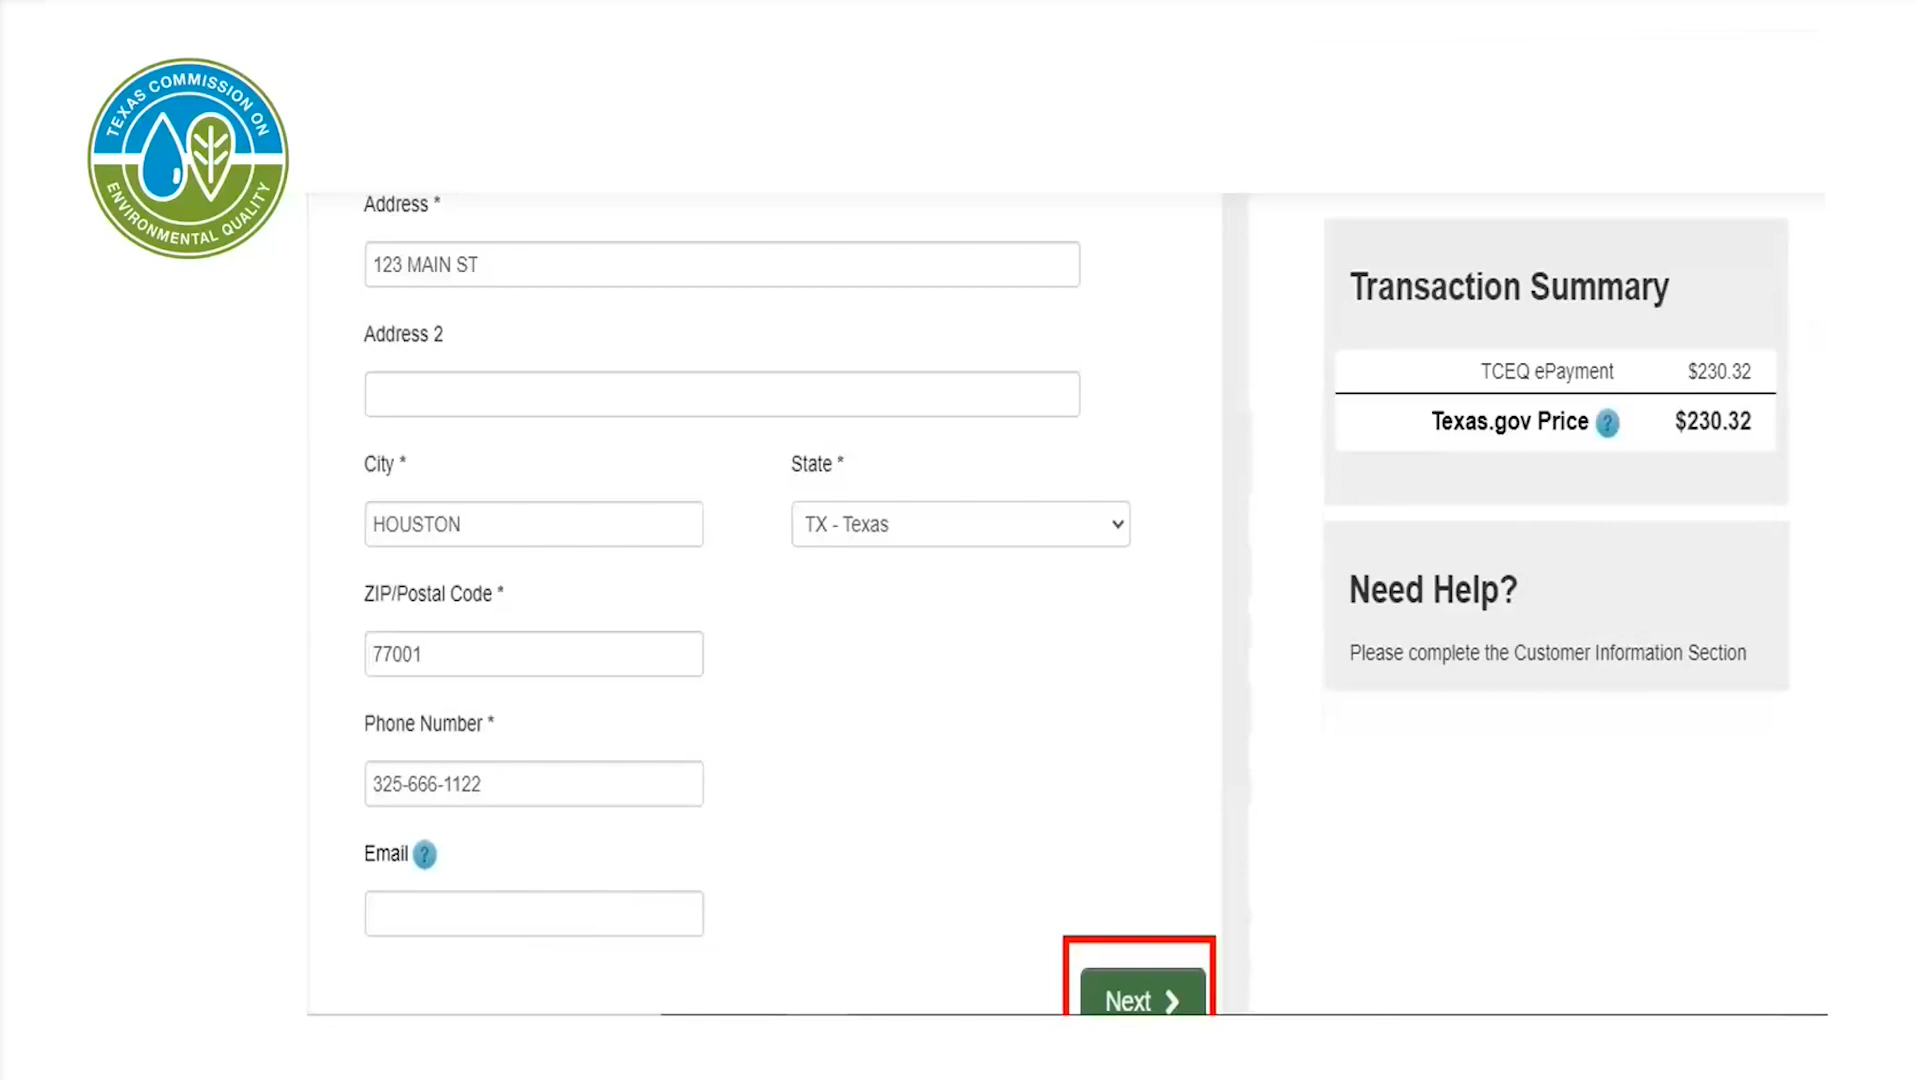 TEXAS COMMISSION ON
ENVIRONMENTAL QUALITY
Address *
123 MAIN ST
Address 2
City *
State *
HOUSTON
TX - Texas
ZIP/Postal Code *
77001
Phone Number *
325-666-1122
Email ?
Next
Transaction Summary
TCEQ ePayment $230.32
Texas.gov Price ? $230.32
Need Help?
Please complete the Customer Information Section